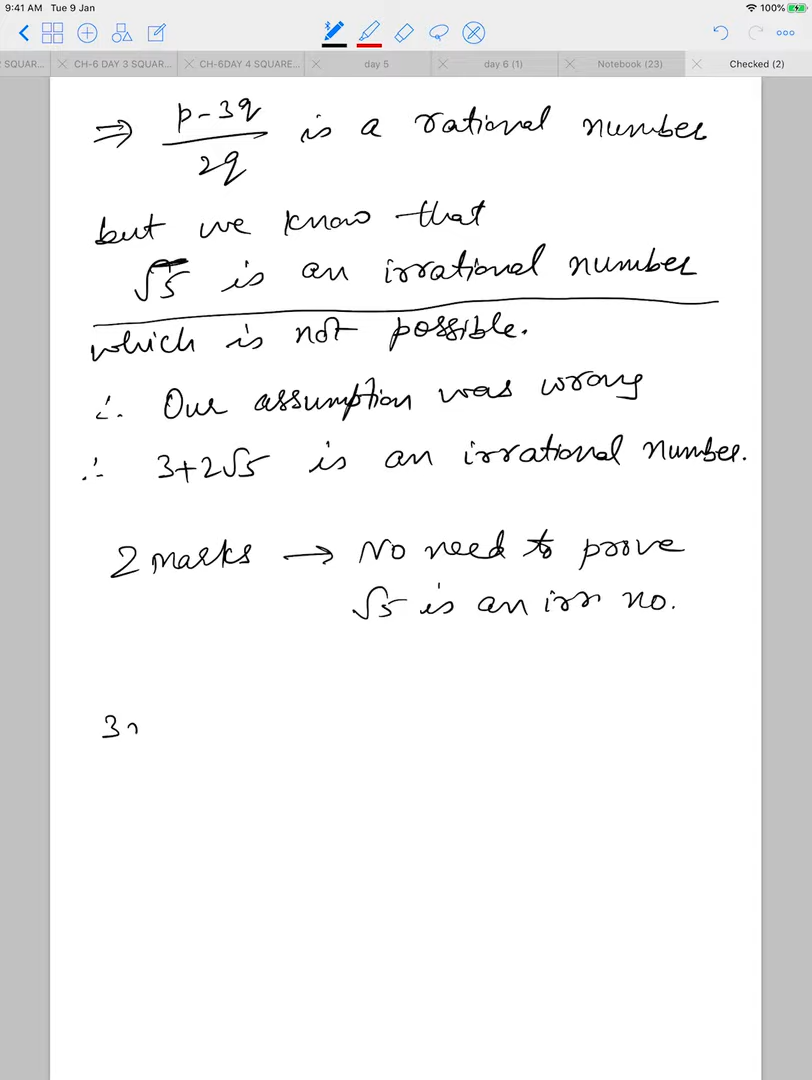 9:41 AM Tue 9 Jan 100%
SQUAR... CH-6 DAY 3 SQUAR... CH-6DAY 4 SQUARE... day 5 day 6 (1) Notebook (23) Checked (2)
⇒ p-3q/2q is a rational number
but we know that
√5 is an irrational number
which is not possible.
∴ Our assumption was wrong
∴ 3+2√5 is an irrational number.
2 marks → No need to prove
√5 is an irr no.
3